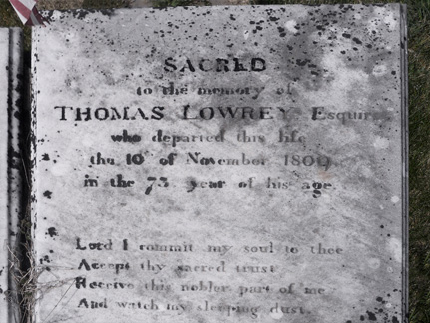 SACRED
to the memory of
THOMAS LOWREY Esquire
who departed this life
the 10th of November 1809
in the 73 year of his age
Lord I commit my soul to thee
Accept thy sacred trust
Receive this nobler part of me
And watch my sleeping dust.